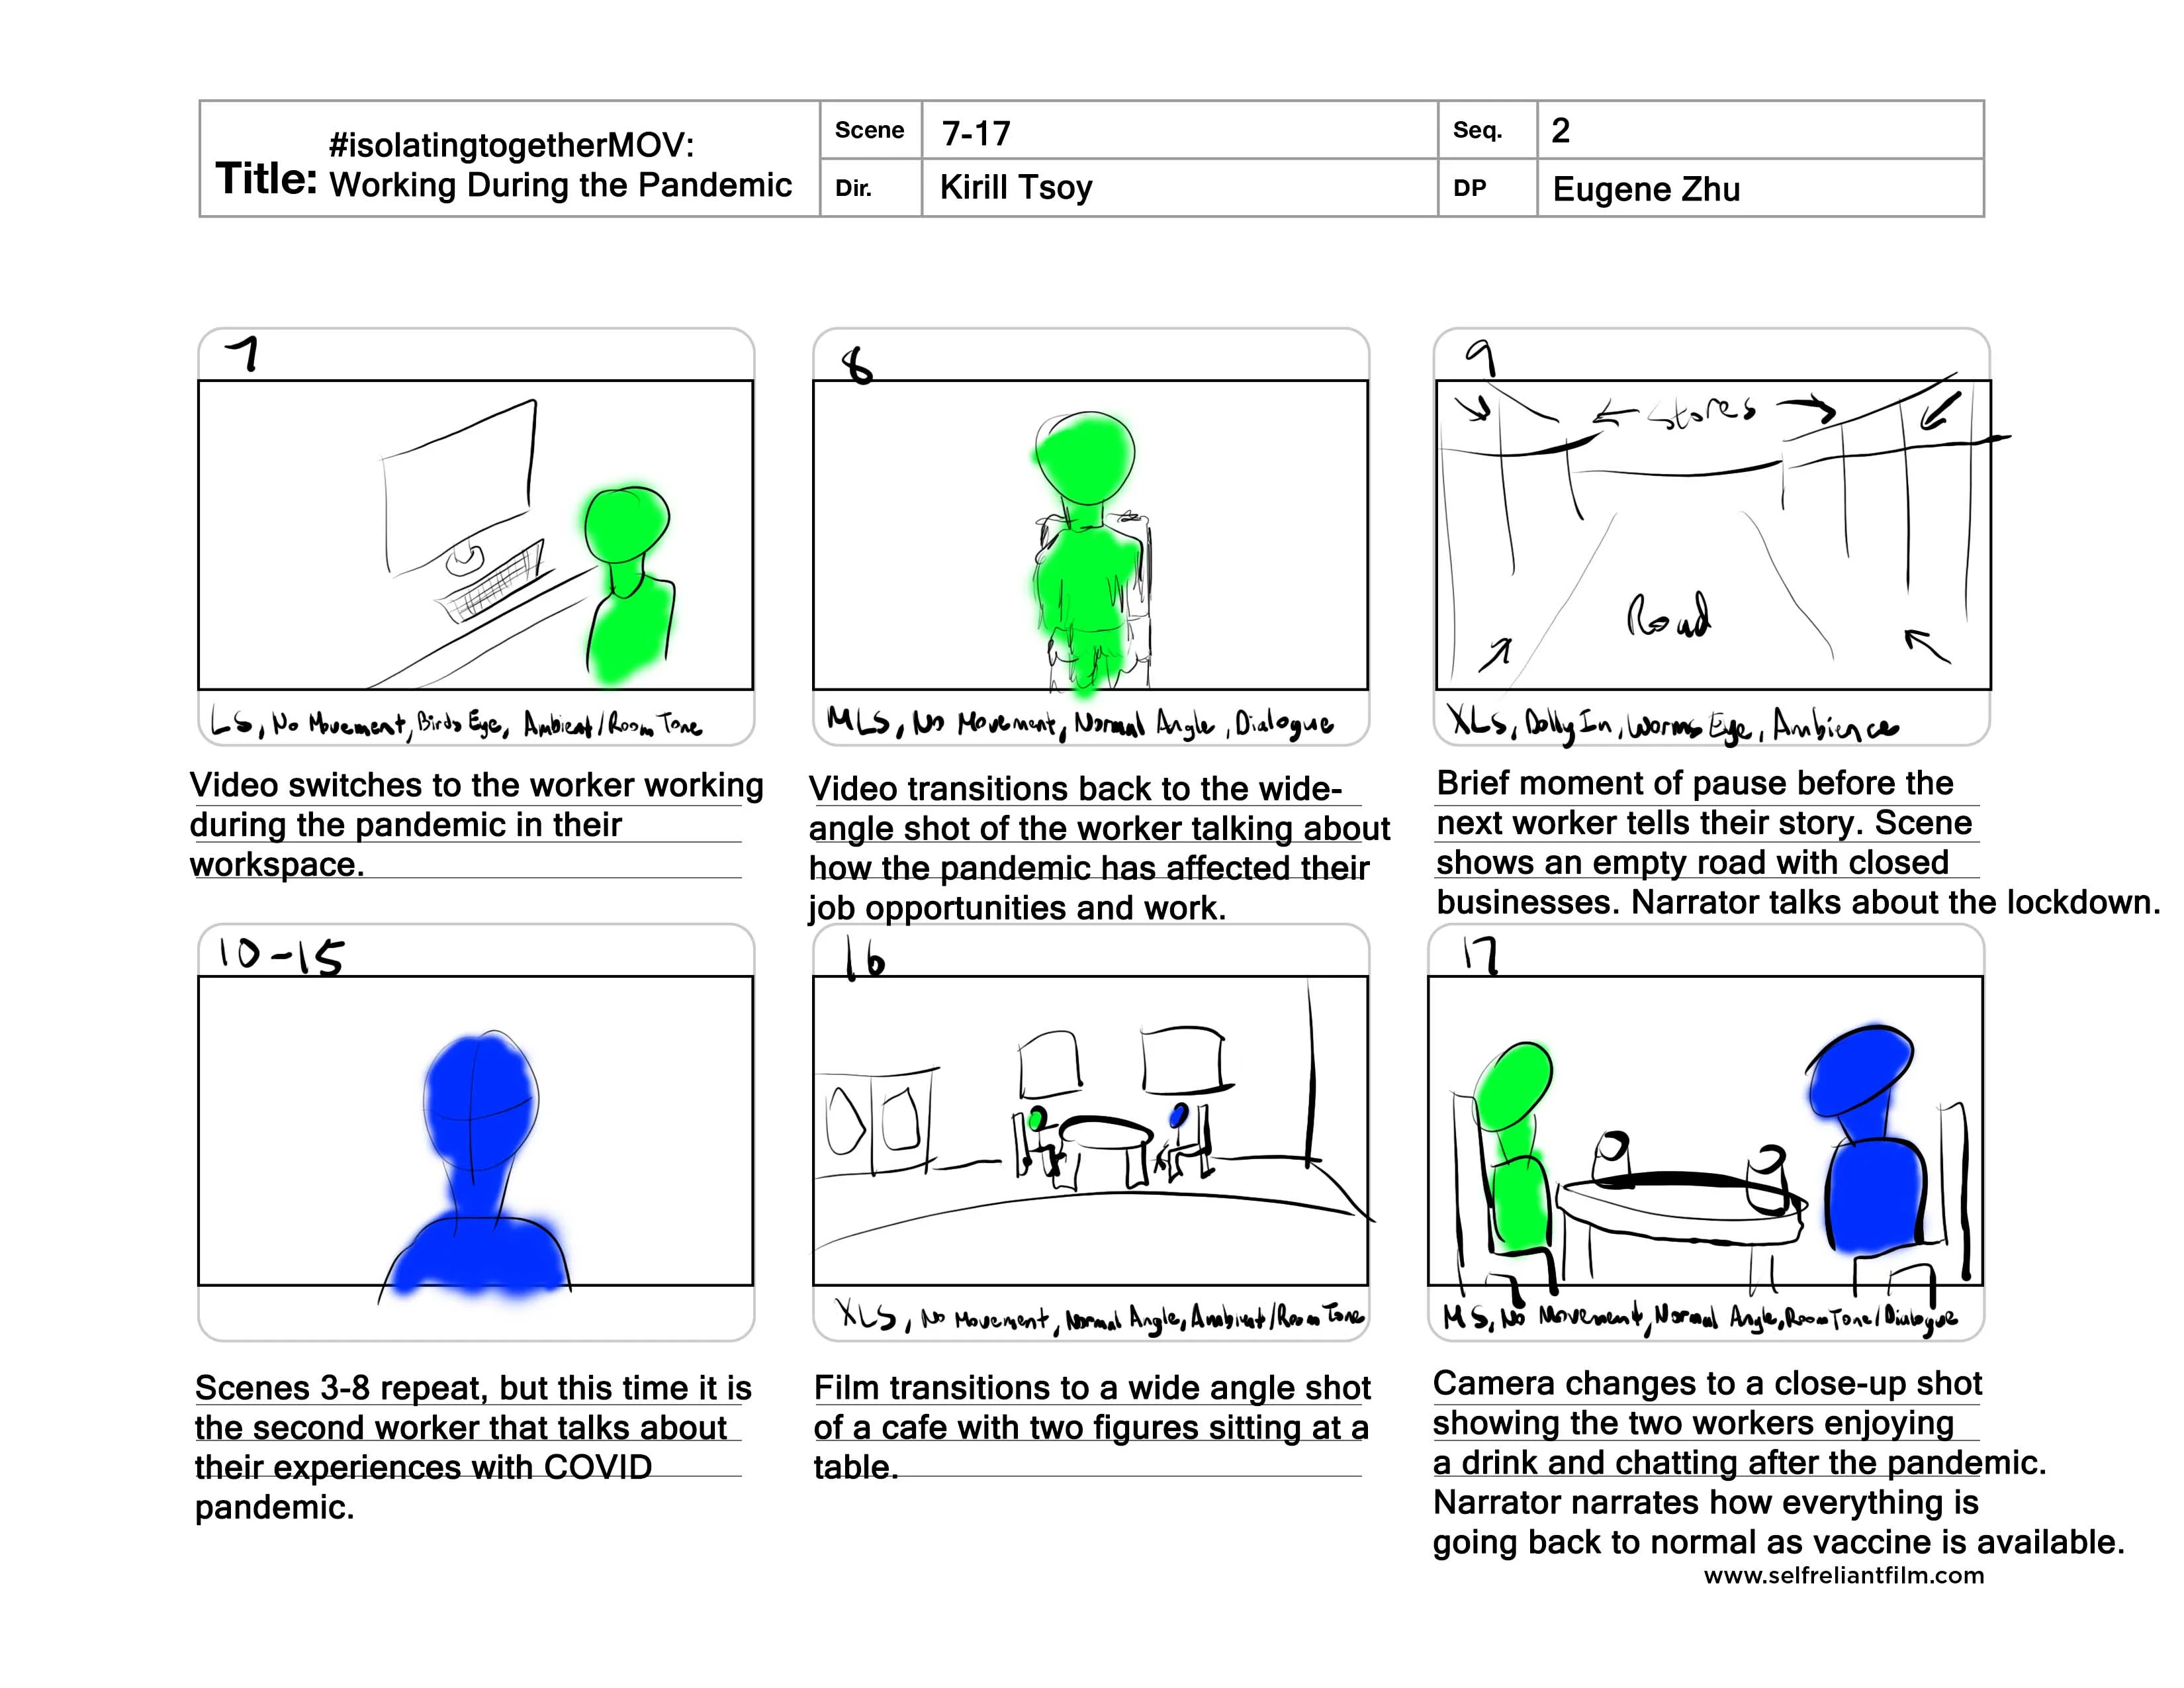 #isolatingtogetherMOV:
Title: Working During the Pandemic
Scene 7-17
Seq. 2
Dir. Kirill Tsoy
DP Eugene Zhu
7
LS, No Movement, Birds Eye, Ambient/Room Tone
Video switches to the worker working
during the pandemic in their
workspace.
8
MLS, No Movement, Normal Angle, Dialogue
Video transitions back to the wide-
angle shot of the worker talking about
how the pandemic has affected their
job opportunities and work.
9
← Stores →
Road
XLS, Dolly In, Worms Eye, Ambience
Brief moment of pause before the
next worker tells their story. Scene
shows an empty road with closed
businesses. Narrator talks about the lockdown.
10-15
Scenes 3-8 repeat, but this time it is
the second worker that talks about
their experiences with COVID
pandemic.
16
XLS, No Movement, Normal Angle, Ambient/Room Tone
Film transitions to a wide angle shot
of a cafe with two figures sitting at a
table.
17
MS, No Movement, Normal Angle, Room Tone/Dialogue
Camera changes to a close-up shot
showing the two workers enjoying
a drink and chatting after the pandemic.
Narrator narrates how everything is
going back to normal as vaccine is available.
www.selfreliantfilm.com